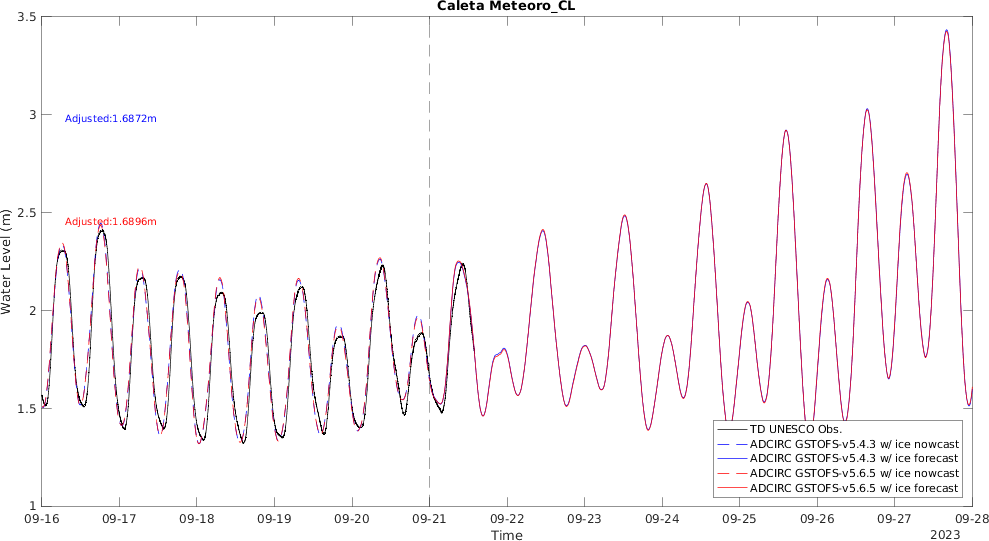 Caleta Meteoro_CL
3.5
3
2.5
2
1.5
1
Water Level (m)
Adjusted:1.6872m
Adjusted:1.6896m
TD UNESCO Obs.
ADCIRC GSTOFS-v5.4.3 w/ ice nowcast
ADCIRC GSTOFS-v5.4.3 w/ ice forecast
ADCIRC GSTOFS-v5.6.5 w/ ice nowcast
ADCIRC GSTOFS-v5.6.5 w/ ice forecast
09-16 09-17 09-18 09-19 09-20 09-21 09-22 09-23 09-24 09-25 09-26 09-27 09-28
Time 2023